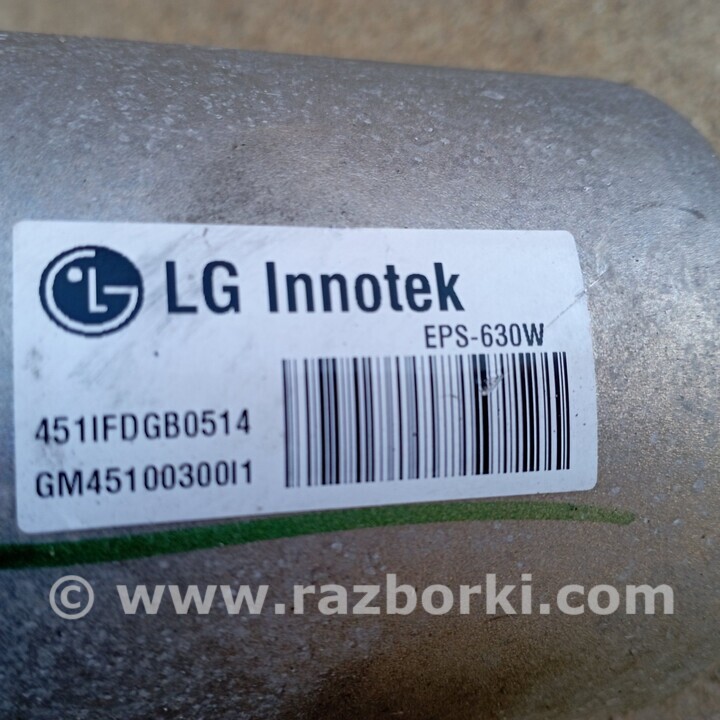 LG Innotek
EPS-630W
451IFDGB0514
GM45100300I1
© www.razborki.com